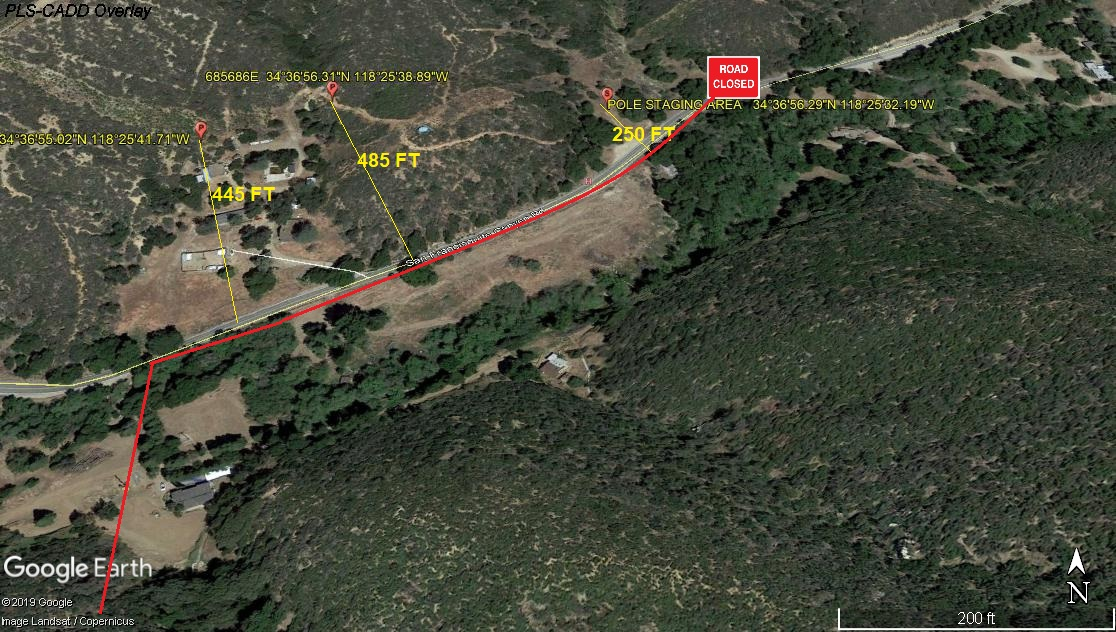 PLS-CADD Overlay
ROAD
CLOSED
685686E 34°36'56.31"N 118°25'38.89"W
P
S
POLE STAGING AREA 34°36'56.29"N 118°25'32.19"W
P
34°36'55.02"N 118°25'41.71"W
250 FT
485 FT
445 FT
H
Google Earth
©2019 Google
Image Landsat / Copernicus
N
200 ft